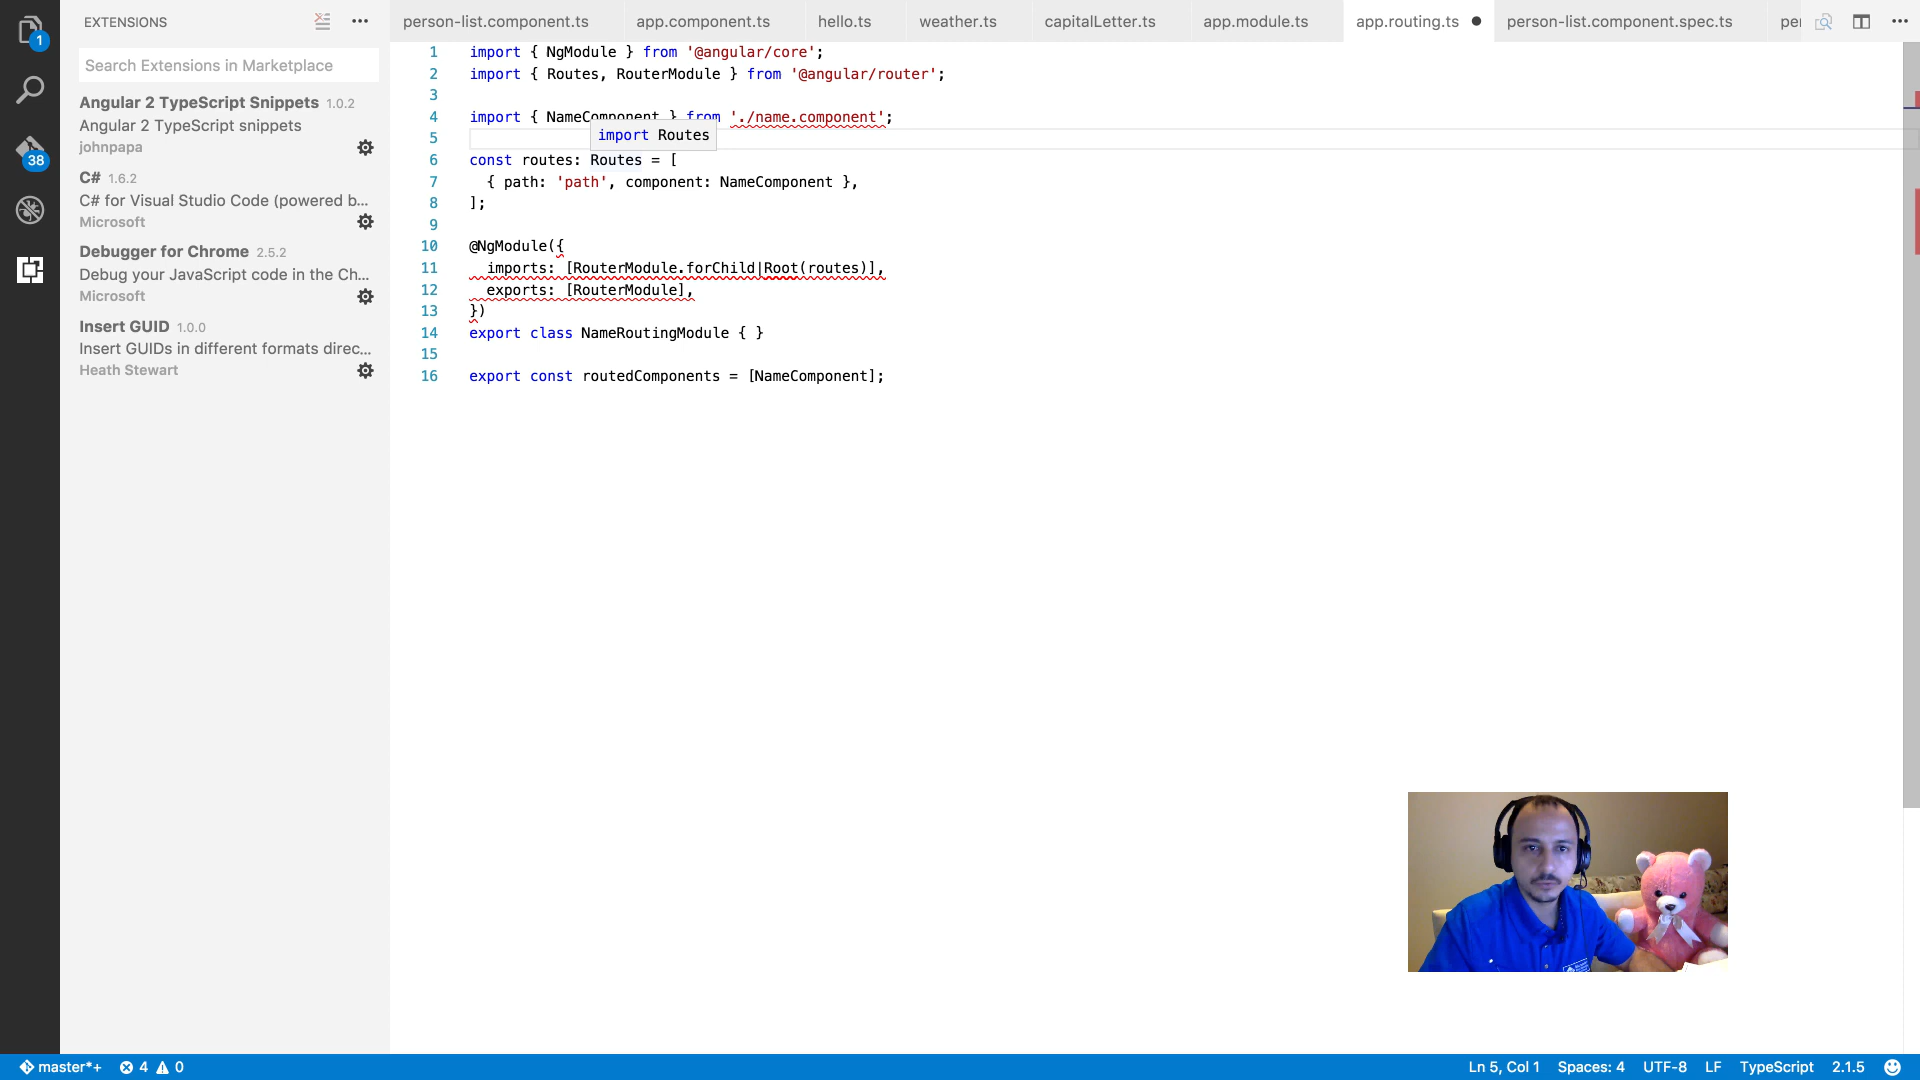 EXTENSIONS
Search Extensions in Marketplace
Angular 2 TypeScript Snippets 1.0.2
Angular 2 TypeScript snippets
johnpapa
C# 1.6.2
C# for Visual Studio Code (powered b...
Microsoft
Debugger for Chrome 2.5.2
Debug your JavaScript code in the Ch...
Microsoft
Insert GUID 1.0.0
Insert GUIDs in different formats direc...
Heath Stewart
1
38
person-list.component.ts app.component.ts hello.ts weather.ts capitalLetter.ts app.module.ts app.routing.ts person-list.component.spec.ts per
1 import { NgModule } from '@angular/core';
2 import { Routes, RouterModule } from '@angular/router';
3
4 import { NameComponent } from './name.component';
import Routes
5
6 const routes: Routes = [
7 { path: 'path', component: NameComponent },
8 ];
9
10 @NgModule({
11 imports: [RouterModule.forChild|Root(routes)],
12 exports: [RouterModule],
13 })
14 export class NameRoutingModule { }
15
16 export const routedComponents = [NameComponent];
master*+ 4 0 Ln 5, Col 1 Spaces: 4 UTF-8 LF TypeScript 2.1.5